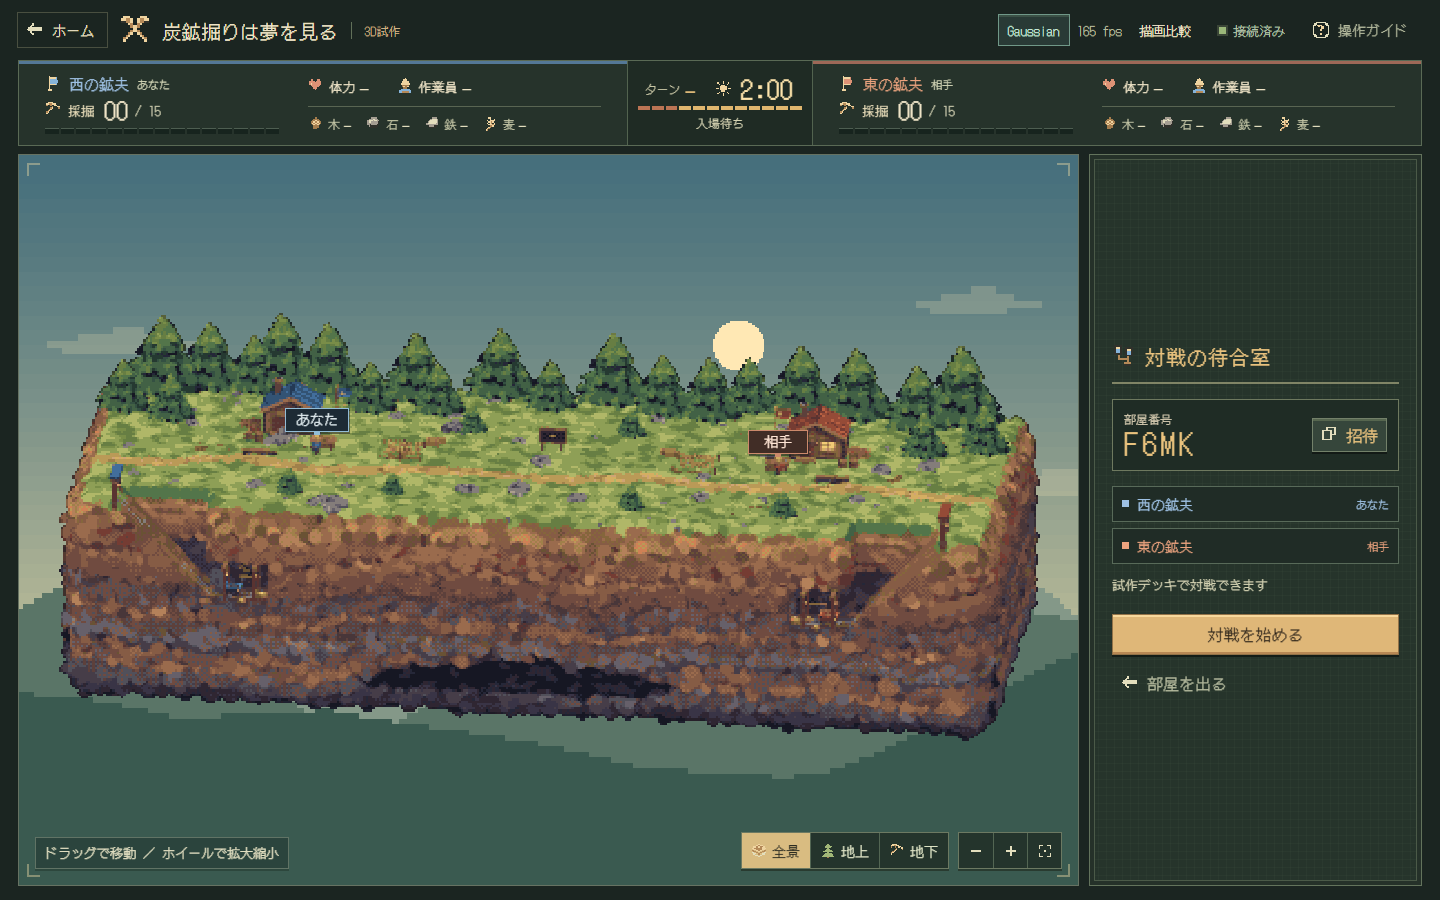 ホーム
炭鉱掘りは夢を見る
3D試作
Gaussian
165 fps
描画比較
接続済み
操作ガイド
西の鉱夫 あなた
体力 –
作業員 –
採掘 00 / 15
木 –
石 –
鉄 –
麦 –
ターン –
2:00
入場待ち
東の鉱夫 相手
体力 –
作業員 –
採掘 00 / 15
木 –
石 –
鉄 –
麦 –
あなた
相手
ドラッグで移動 / ホイールで拡大縮小
全景
地上
地下
対戦の待合室
部屋番号
F6MK
招待
西の鉱夫 あなた
東の鉱夫 相手
試作デッキで対戦できます
対戦を始める
部屋を出る